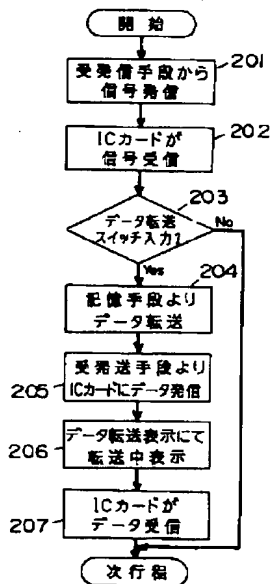 開始
201
受発信手段から
信号発信
202
ICカードが
信号受信
203
データ転送
スイッチ入力?
No
Yes
204
記憶手段より
データ転送
受発送手段より
205
ICカードにデータ発信
データ転送表示にて
206
転送中表示
ICカードが
207
データ受信
次行程